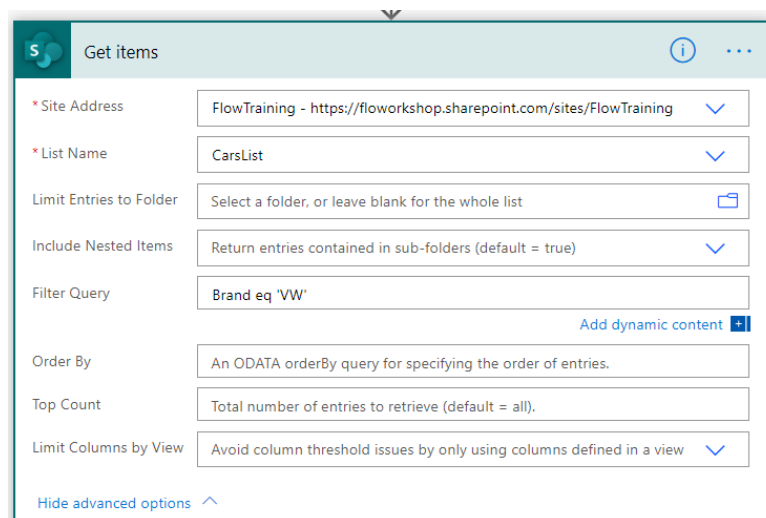 S
Get items
* Site Address
FlowTraining - https://floworkshop.sharepoint.com/sites/FlowTraining
* List Name
CarsList
Limit Entries to Folder
Select a folder, or leave blank for the whole list
Include Nested Items
Return entries contained in sub-folders (default = true)
Filter Query
Brand eq 'VW'
Add dynamic content
Order By
An ODATA orderBy query for specifying the order of entries.
Top Count
Total number of entries to retrieve (default = all).
Limit Columns by View
Avoid column threshold issues by only using columns defined in a view
Hide advanced options